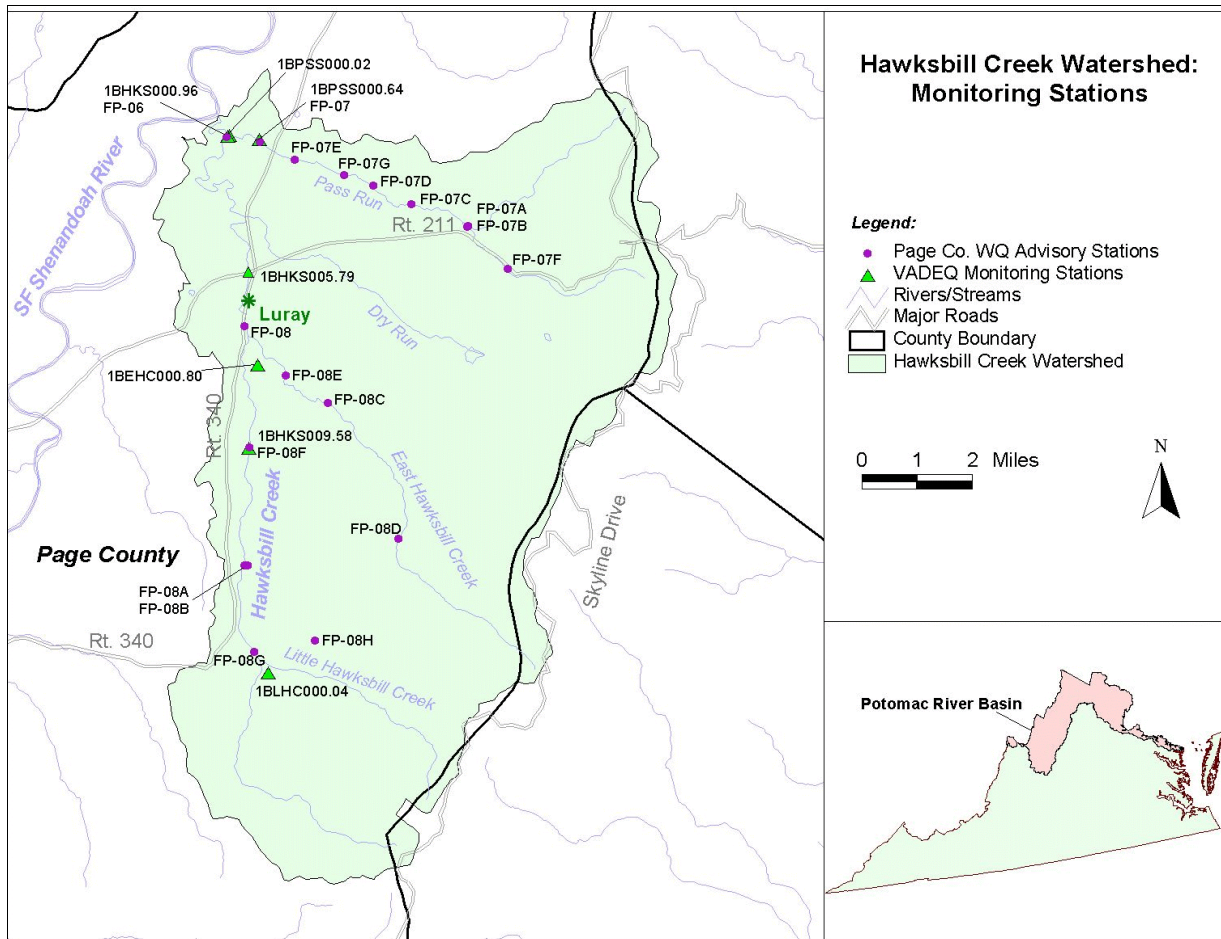 Hawksbill Creek Watershed:
Monitoring Stations
1BPSS000.02
1BHKS000.96
FP-06
1BPSS000.64
FP-07
FP-07E
FP-07G
FP-07D
FP-07C
FP-07A
FP-07B
FP-07F
Pass Run
Rt. 211
SF Shenandoah River
1BHKS005.79
Luray
FP-08
Dry Run
1BEHC000.80
FP-08E
FP-08C
Rt. 340
1BHKS009.58
FP-08F
East Hawksbill Creek
Hawksbill Creek
FP-08D
Skyline Drive
Page County
FP-08A
FP-08B
Rt. 340
FP-08H
FP-08G
Little Hawksbill Creek
1BLHC000.04
Legend:
Page Co. WQ Advisory Stations
VADEQ Monitoring Stations
Rivers/Streams
Major Roads
County Boundary
Hawksbill Creek Watershed
0 1 2 Miles
N
Potomac River Basin